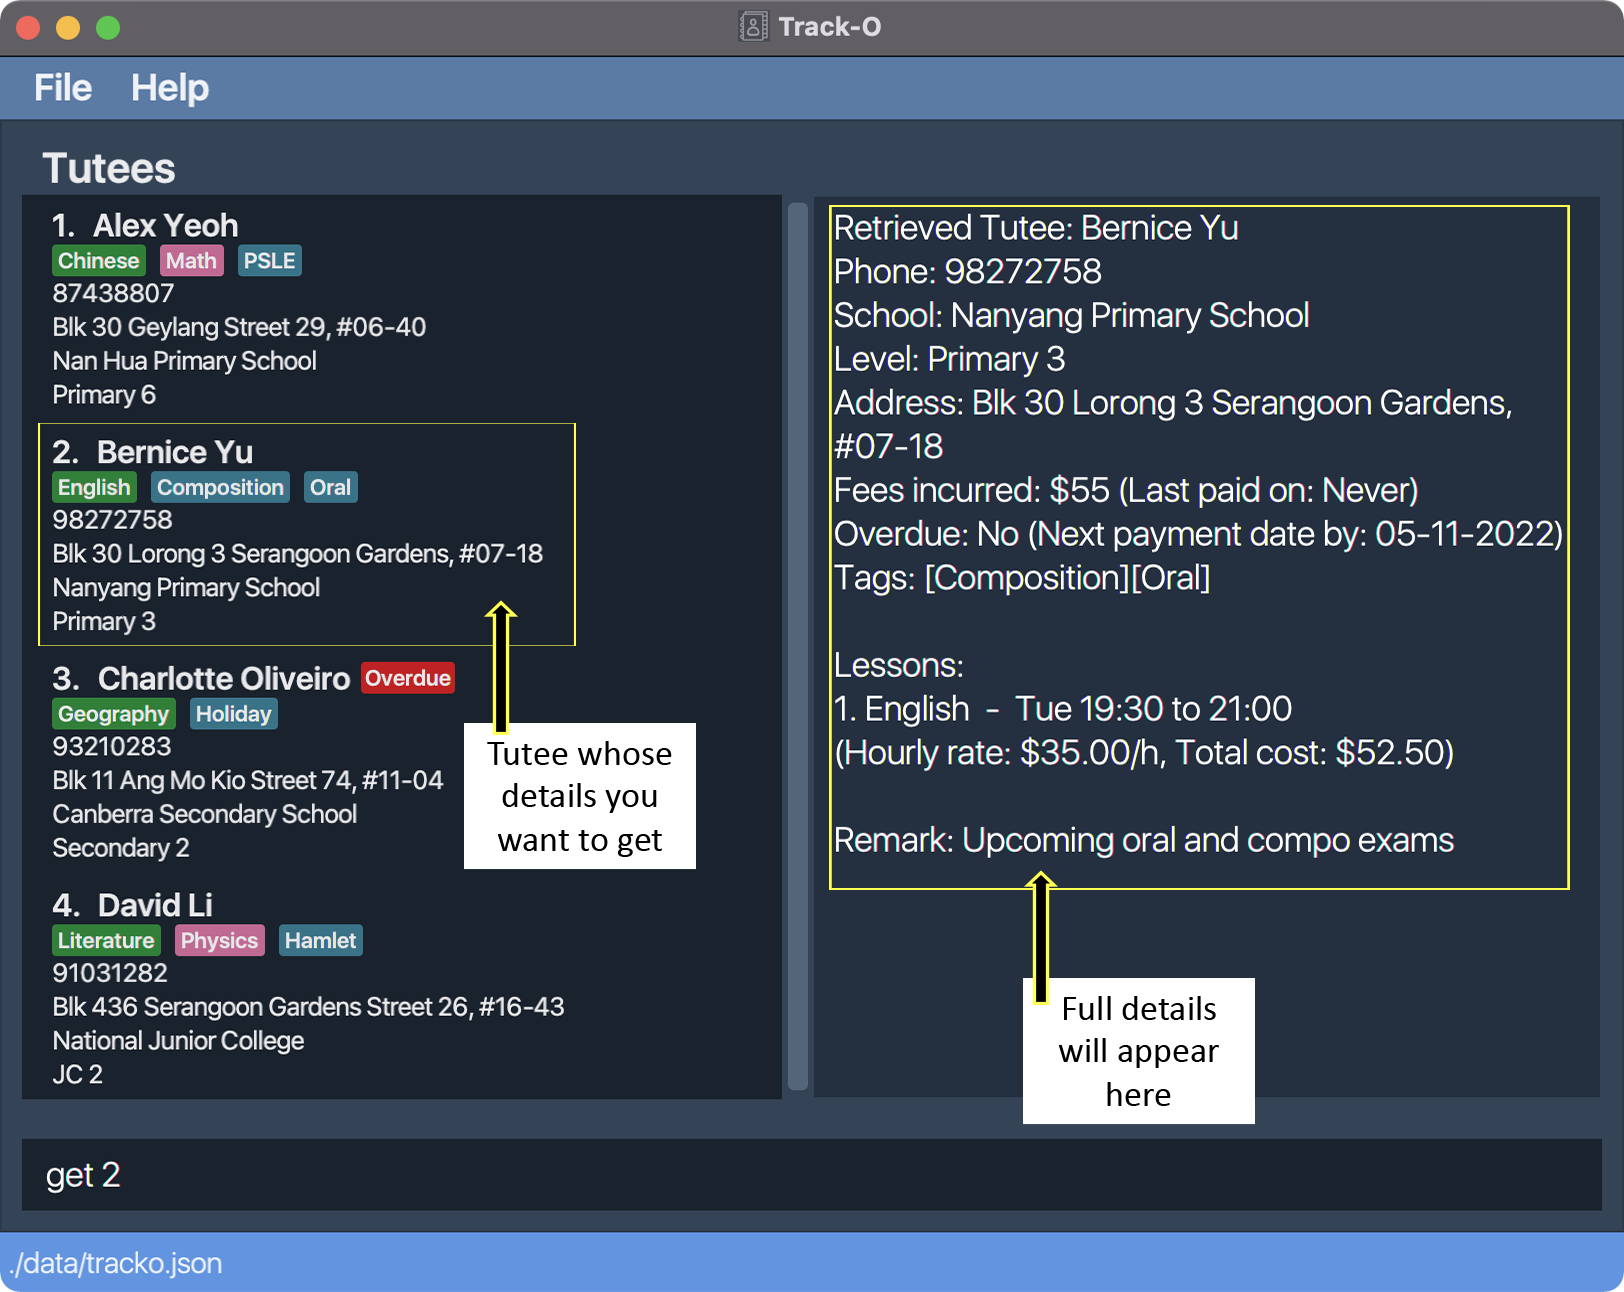 Track-O
File Help
Tutees
1. Alex Yeoh
Chinese Math PSLE
87438807
Blk 30 Geylang Street 29, #06-40
Nan Hua Primary School
Primary 6
2. Bernice Yu
English Composition Oral
98272758
Blk 30 Lorong 3 Serangoon Gardens, #07-18
Nanyang Primary School
Primary 3
3. Charlotte Oliveiro Overdue
Geography Holiday
93210283
Blk 11 Ang Mo Kio Street 74, #11-04
Canberra Secondary School
Secondary 2
4. David Li
Literature Physics Hamlet
91031282
Blk 436 Serangoon Gardens Street 26, #16-43
National Junior College
JC 2
Tutee whose
details you
want to get
Retrieved Tutee: Bernice Yu
Phone: 98272758
School: Nanyang Primary School
Level: Primary 3
Address: Blk 30 Lorong 3 Serangoon Gardens,
#07-18
Fees incurred: $55 (Last paid on: Never)
Overdue: No (Next payment date by: 05-11-2022)
Tags: [Composition][Oral]
Lessons:
1. English - Tue 19:30 to 21:00
(Hourly rate: $35.00/h, Total cost: $52.50)
Remark: Upcoming oral and compo exams
Full details
will appear
here
get 2
./data/tracko.json